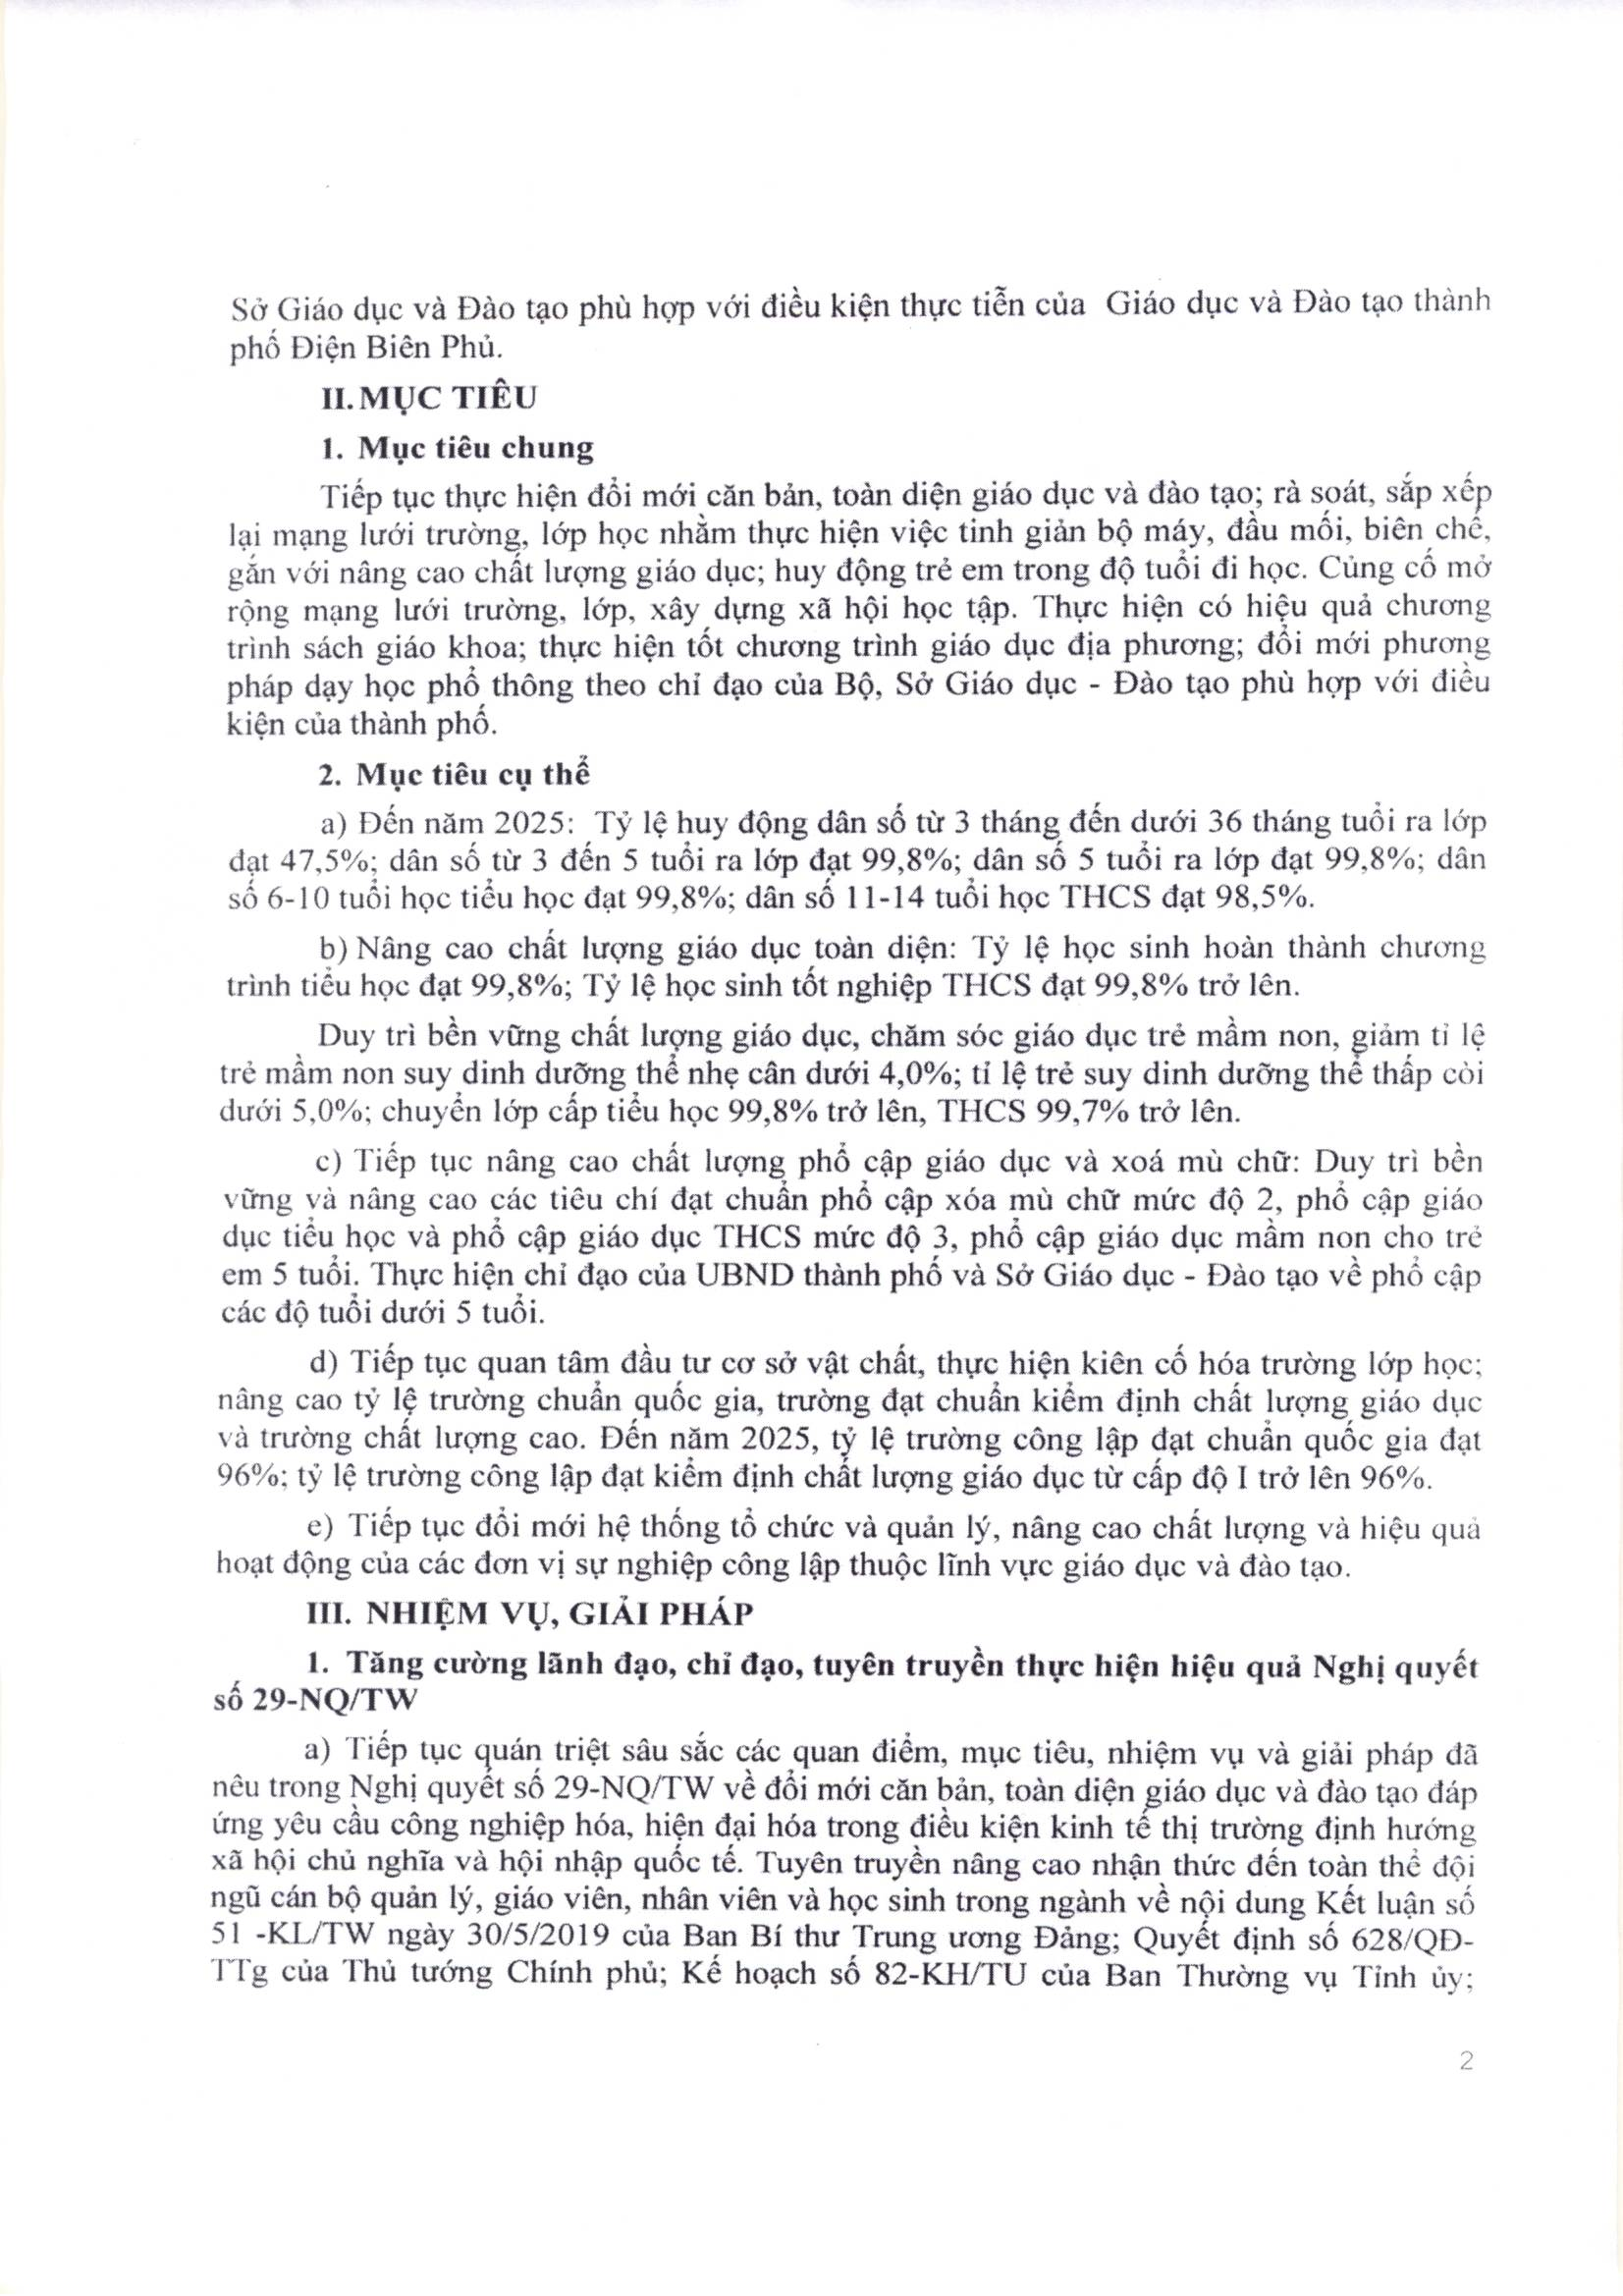 Sở Giáo dục và Đào tạo phù hợp với điều kiện thực tiễn của Giáo dục và Đào tạo thành
phố Điện Biên Phủ.
II. MỤC TIÊU
1. Mục tiêu chung
Tiếp tục thực hiện đổi mới căn bản, toàn diện giáo dục và đào tạo; rà soát, sắp xếp
lại mạng lưới trường, lớp học nhằm thực hiện việc tinh giản bộ máy, đầu mối, biên chế,
gắn với nâng cao chất lượng giáo dục; huy động trẻ em trong độ tuổi đi học. Củng cố mở
rộng mạng lưới trường, lớp, xây dựng xã hội học tập. Thực hiện có hiệu quả chương
trình sách giáo khoa; thực hiện tốt chương trình giáo dục địa phương; đổi mới phương
pháp dạy học phổ thông theo chỉ đạo của Bộ, Sở Giáo dục - Đào tạo phù hợp với điều
kiện của thành phố.
2. Mục tiêu cụ thể
a) Đến năm 2025: Tỷ lệ huy động dân số từ 3 tháng đến dưới 36 tháng tuổi ra lớp
đạt 47,5%; dân số từ 3 đến 5 tuổi ra lớp đạt 99,8%; dân số 5 tuổi ra lớp đạt 99,8%; dân
số 6-10 tuổi học tiểu học đạt 99,8%; dân số 11-14 tuổi học THCS đạt 98,5%.
b) Nâng cao chất lượng giáo dục toàn diện: Tỷ lệ học sinh hoàn thành chương
trình tiểu học đạt 99,8%; Tỷ lệ học sinh tốt nghiệp THCS đạt 99,8% trở lên.
Duy trì bền vững chất lượng giáo dục, chăm sóc giáo dục trẻ mầm non, giảm tỉ lệ
trẻ mầm non suy dinh dưỡng thể nhẹ cân dưới 4,0%; tỉ lệ trẻ suy dinh dưỡng thể thấp còi
dưới 5,0%; chuyển lớp cấp tiểu học 99,8% trở lên, THCS 99,7% trở lên.
c) Tiếp tục nâng cao chất lượng phổ cập giáo dục và xoá mù chữ: Duy trì bền
vững và nâng cao các tiêu chí đạt chuẩn phổ cập xóa mù chữ mức độ 2, phổ cập giáo
dục tiểu học và phổ cập giáo dục THCS mức độ 3, phổ cập giáo dục mầm non cho trẻ
em 5 tuổi. Thực hiện chỉ đạo của UBND thành phố và Sở Giáo dục - Đào tạo về phổ cập
các độ tuổi dưới 5 tuổi.
d) Tiếp tục quan tâm đầu tư cơ sở vật chất, thực hiện kiên cố hóa trường lớp học;
nâng cao tỷ lệ trường chuẩn quốc gia, trường đạt chuẩn kiểm định chất lượng giáo dục
và trường chất lượng cao. Đến năm 2025, tỷ lệ trường công lập đạt chuẩn quốc gia đạt
96%; tỷ lệ trường công lập đạt kiểm định chất lượng giáo dục từ cấp độ I trở lên 96%.
e) Tiếp tục đổi mới hệ thống tổ chức và quản lý, nâng cao chất lượng và hiệu quả
hoạt động của các đơn vị sự nghiệp công lập thuộc lĩnh vực giáo dục và đào tạo.
III. NHIỆM VỤ, GIẢI PHÁP
1. Tăng cường lãnh đạo, chỉ đạo, tuyên truyền thực hiện hiệu quả Nghị quyết
số 29-NQ/TW
a) Tiếp tục quán triệt sâu sắc các quan điểm, mục tiêu, nhiệm vụ và giải pháp đã
nêu trong Nghị quyết số 29-NQ/TW về đổi mới căn bản, toàn diện giáo dục và đào tạo đáp
ứng yêu cầu công nghiệp hóa, hiện đại hóa trong điều kiện kinh tế thị trường định hướng
xã hội chủ nghĩa và hội nhập quốc tế. Tuyên truyền nâng cao nhận thức đến toàn thể đội
ngũ cán bộ quản lý, giáo viên, nhân viên và học sinh trong ngành về nội dung Kết luận số
51 -KL/TW ngày 30/5/2019 của Ban Bí thư Trung ương Đảng; Quyết định số 628/QĐ-
TTg của Thủ tướng Chính phủ; Kế hoạch số 82-KH/TU của Ban Thường vụ Tỉnh ủy;
2